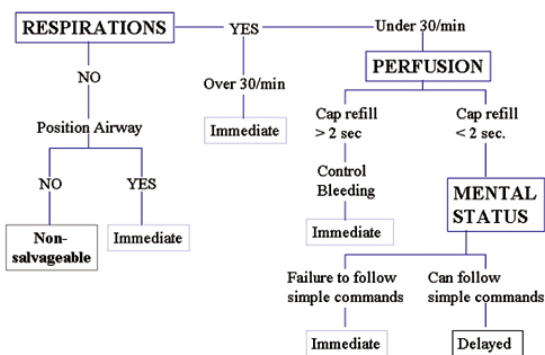 RESPIRATIONS
YES
Under 30/min
NO
Over 30/min
PERFUSION
Position Airway
Immediate
Cap refill
> 2 sec
Cap refill
< 2 sec.
NO
YES
Control
Bleeding
MENTAL
STATUS
Non-
salvageable
Immediate
Immediate
Failure to follow
simple commands
Can follow
simple commands
Immediate
Delayed